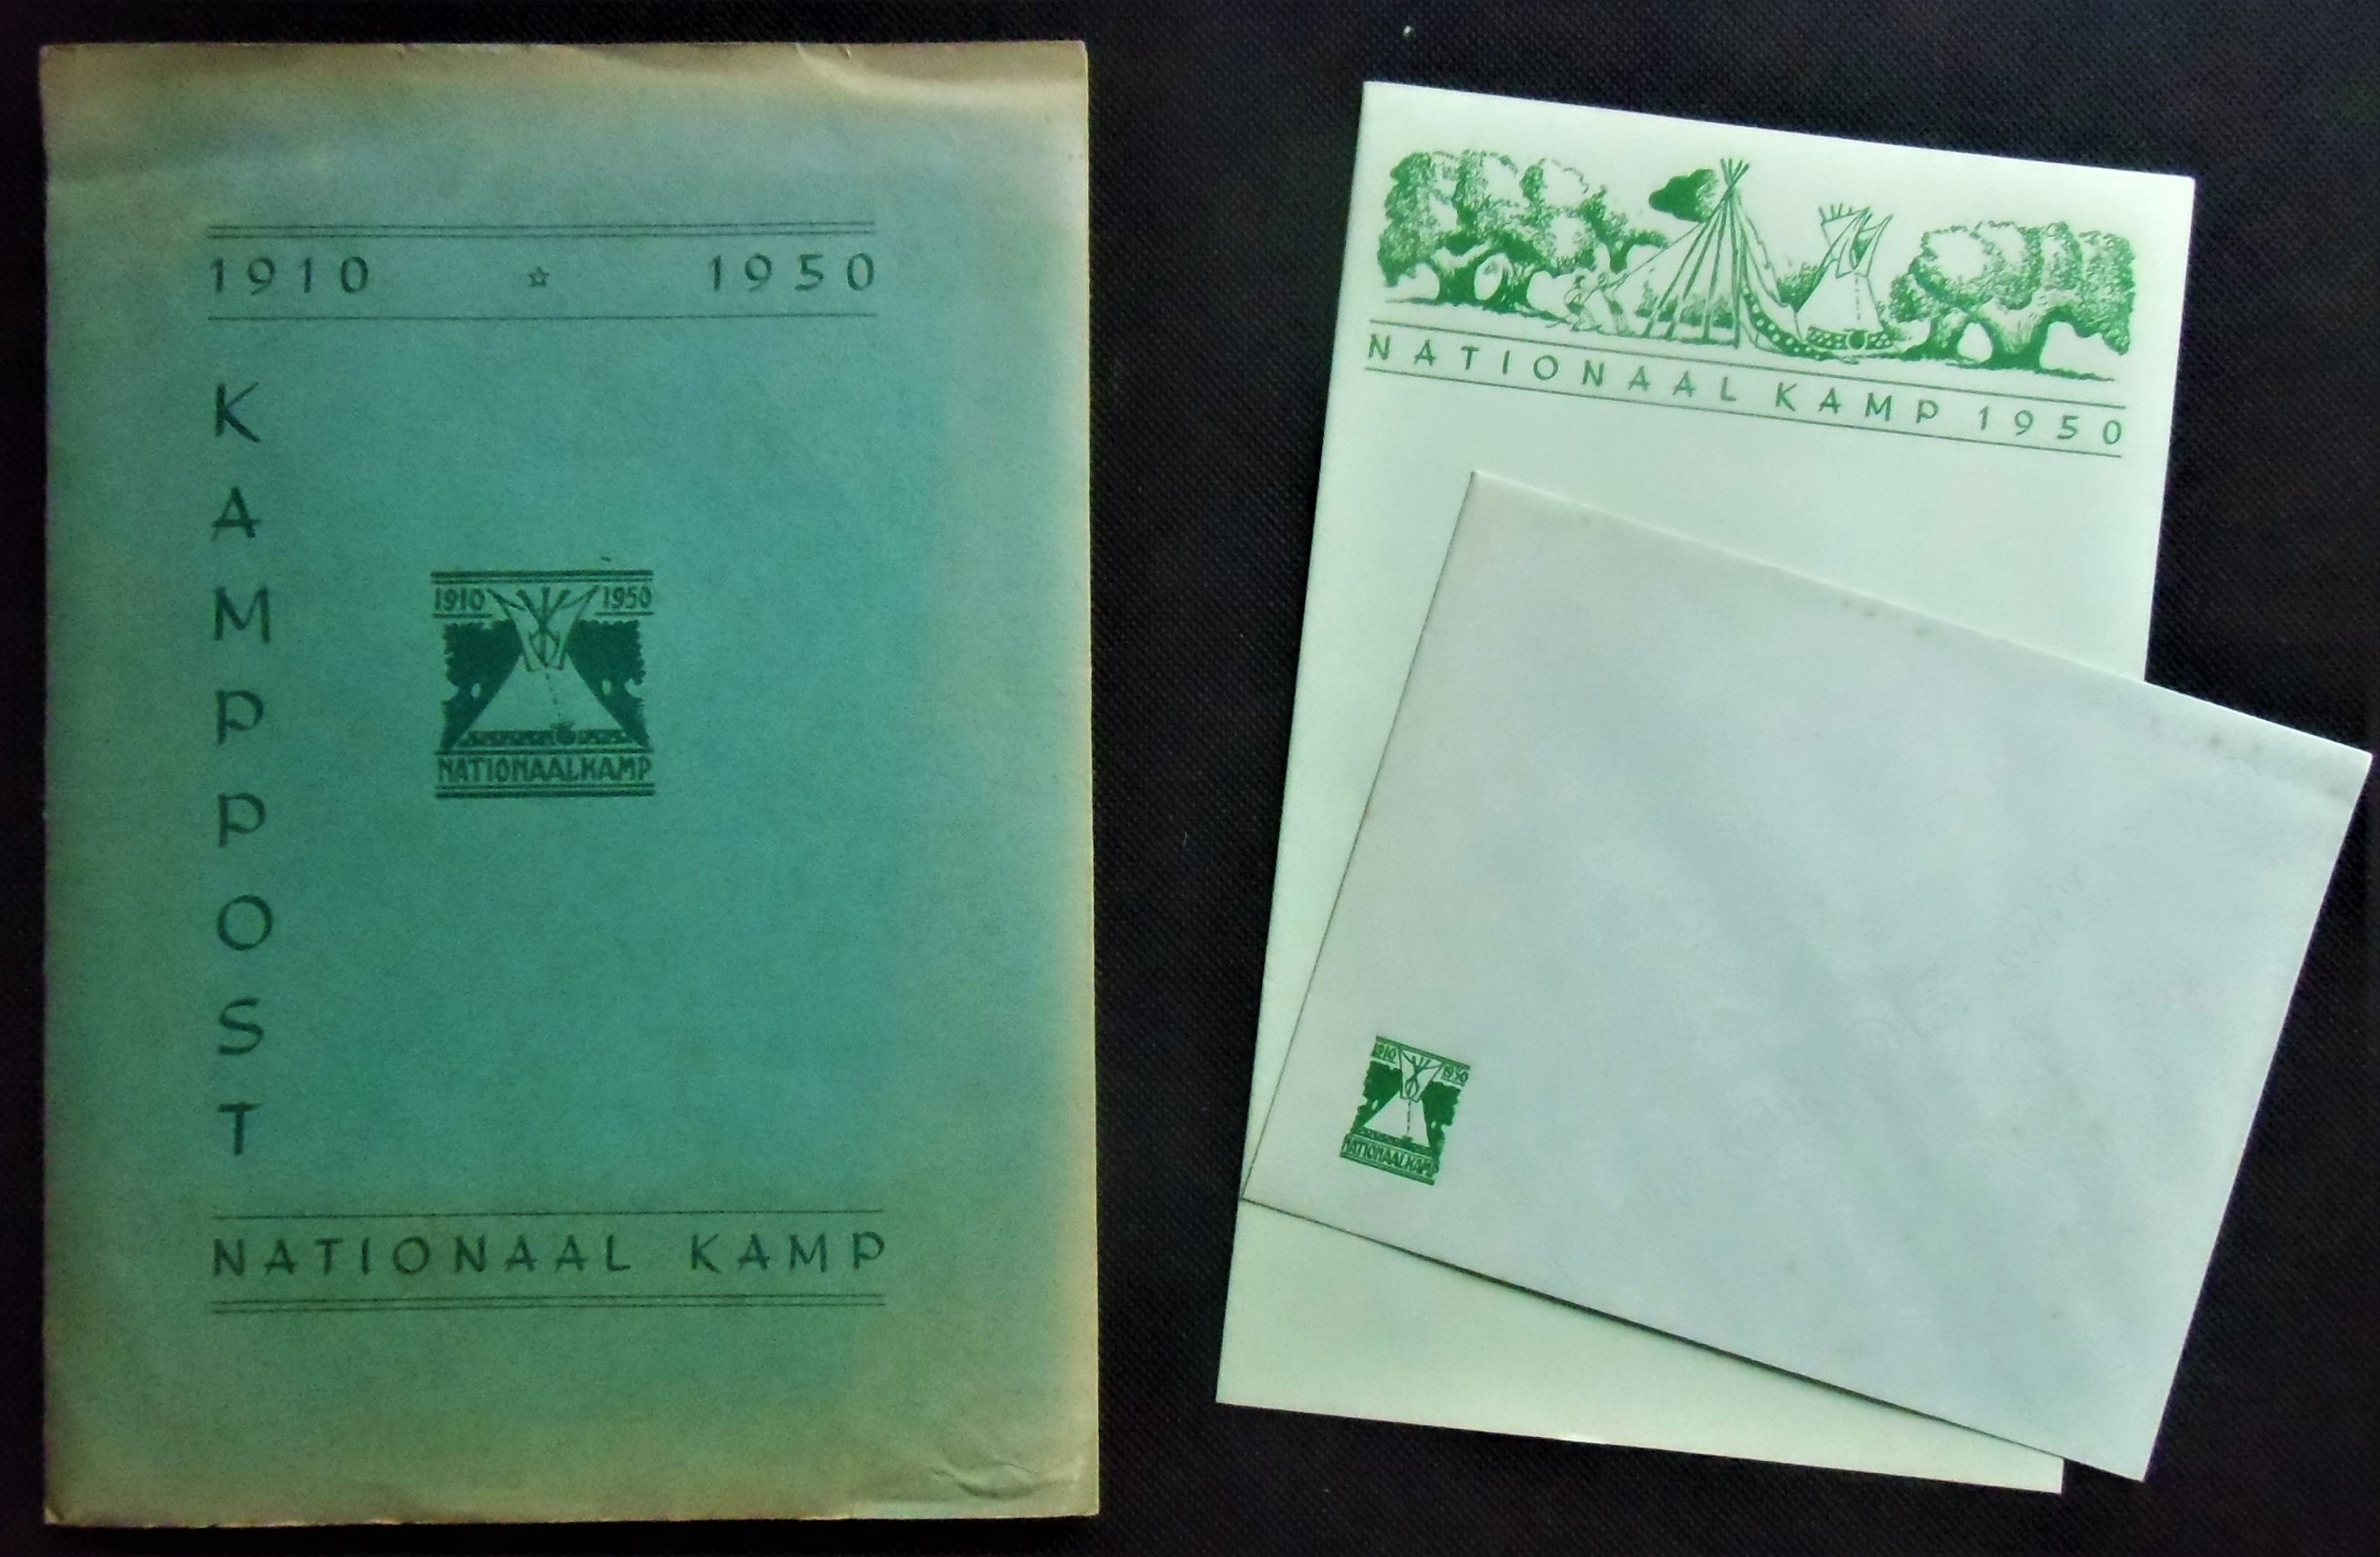 1910 ☆ 1950
KAMPPOST
1910 1950
NATIONAALKAMP
NATIONAAL KAMP
NATIONAAL KAMP 1950
1910 1950
NATIONAALKAMP